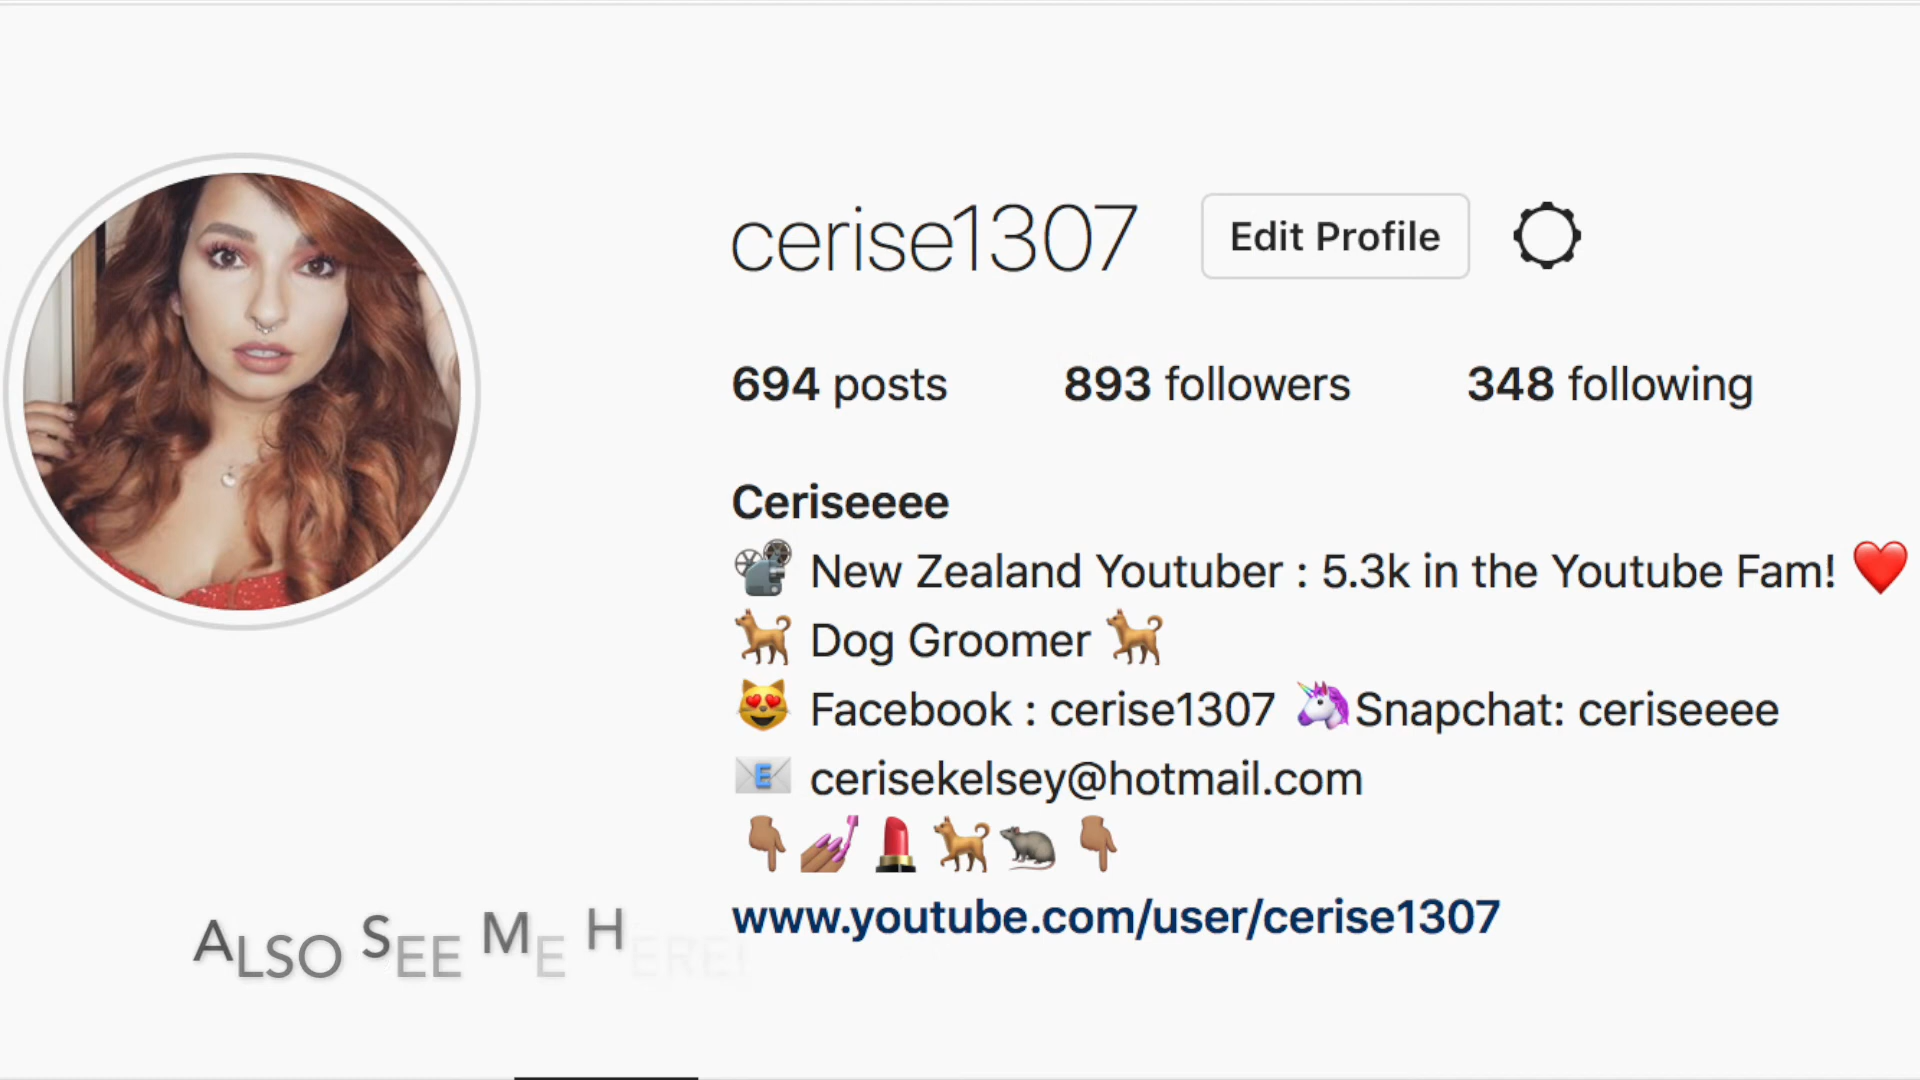 cerise1307 Edit Profile
694 posts 893 followers 348 following
Ceriseeee
New Zealand Youtuber : 5.3k in the Youtube Fam!
Dog Groomer
Facebook : cerise1307 Snapchat: ceriseeee
E cerisekelsey@hotmail.com
www.youtube.com/user/cerise1307
ALSO SEE ME HERE!